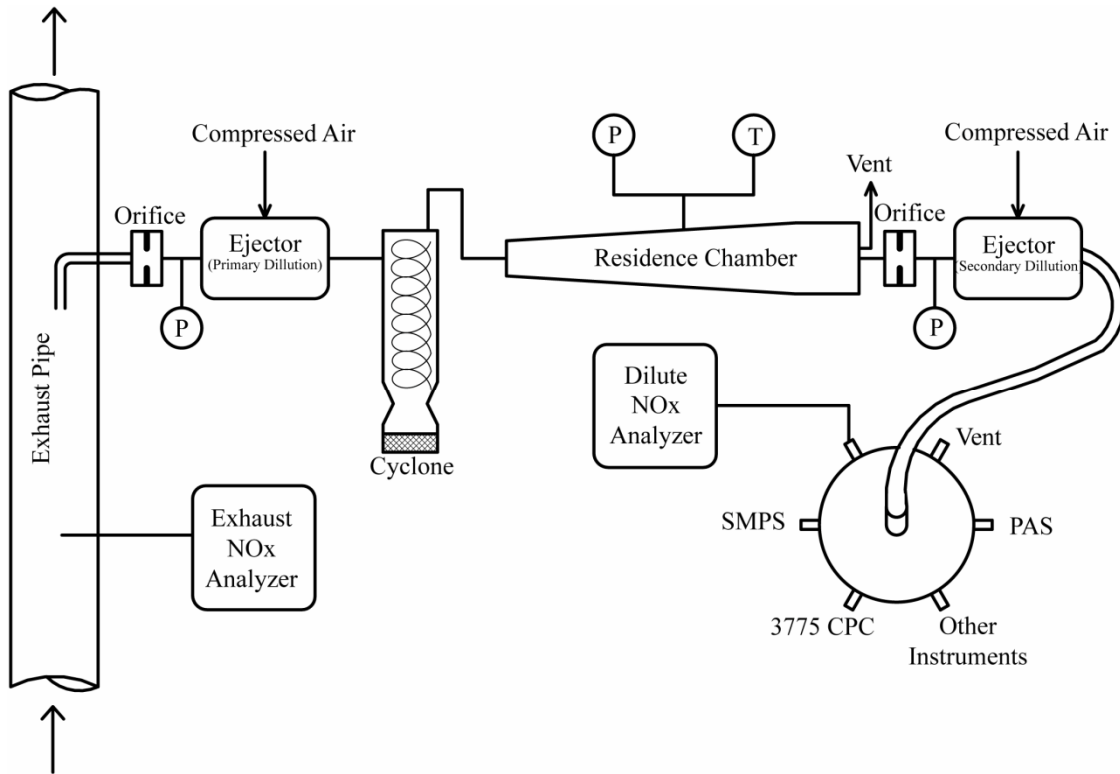 Compressed Air
Orifice
Ejector
(Primary Dillution)
P
Exhaust Pipe
Cyclone
Exhaust
NOx
Analyzer
P
T
Residence Chamber
Vent
Orifice
Compressed Air
Ejector
(Secondary Dillution)
P
Dilute
NOx
Analyzer
Vent
SMPS
PAS
3775 CPC
Other
Instruments